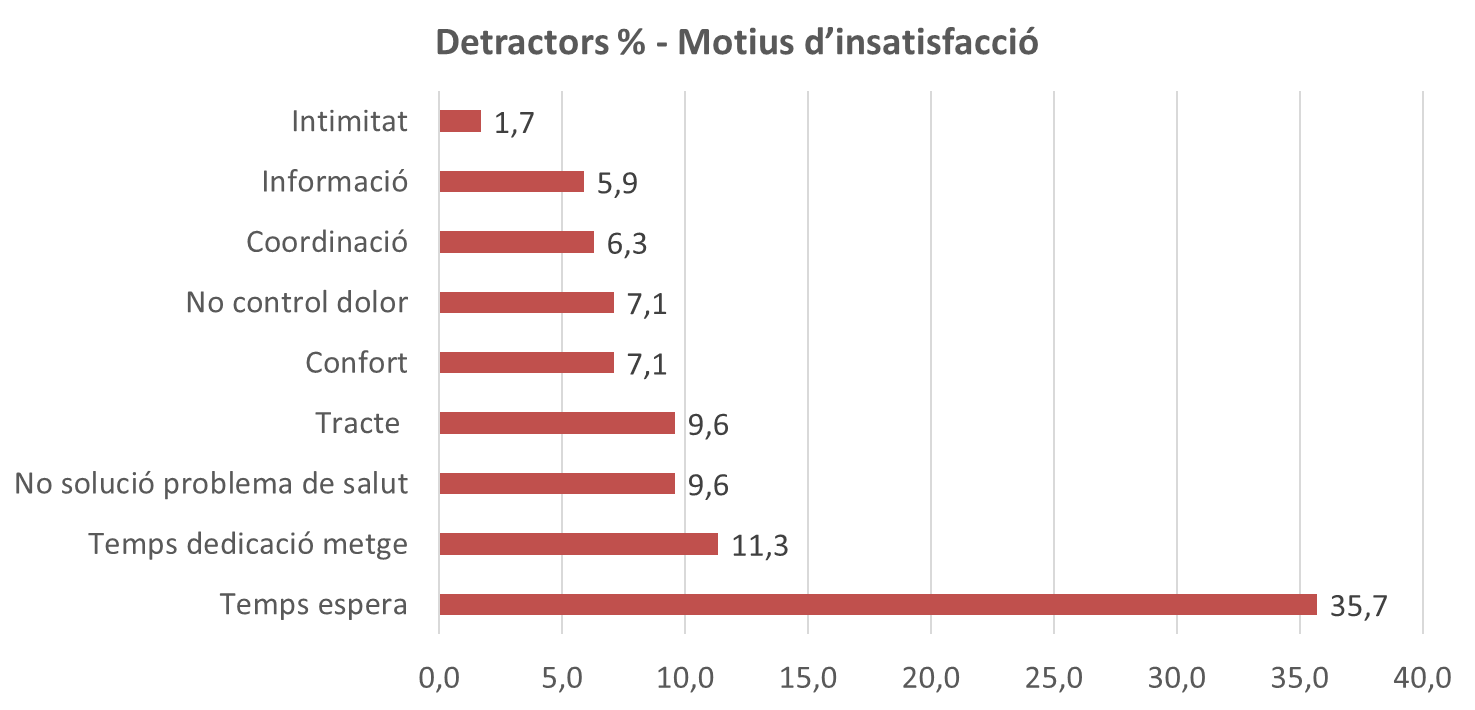 Detractors % - Motius d’insatisfacció
Intimitat 1,7
Informació 5,9
Coordinació 6,3
No control dolor 7,1
Confort 7,1
Tracte 9,6
No solució problema de salut 9,6
Temps dedicació metge 11,3
Temps espera 35,7
0,0 5,0 10,0 15,0 20,0 25,0 30,0 35,0 40,0